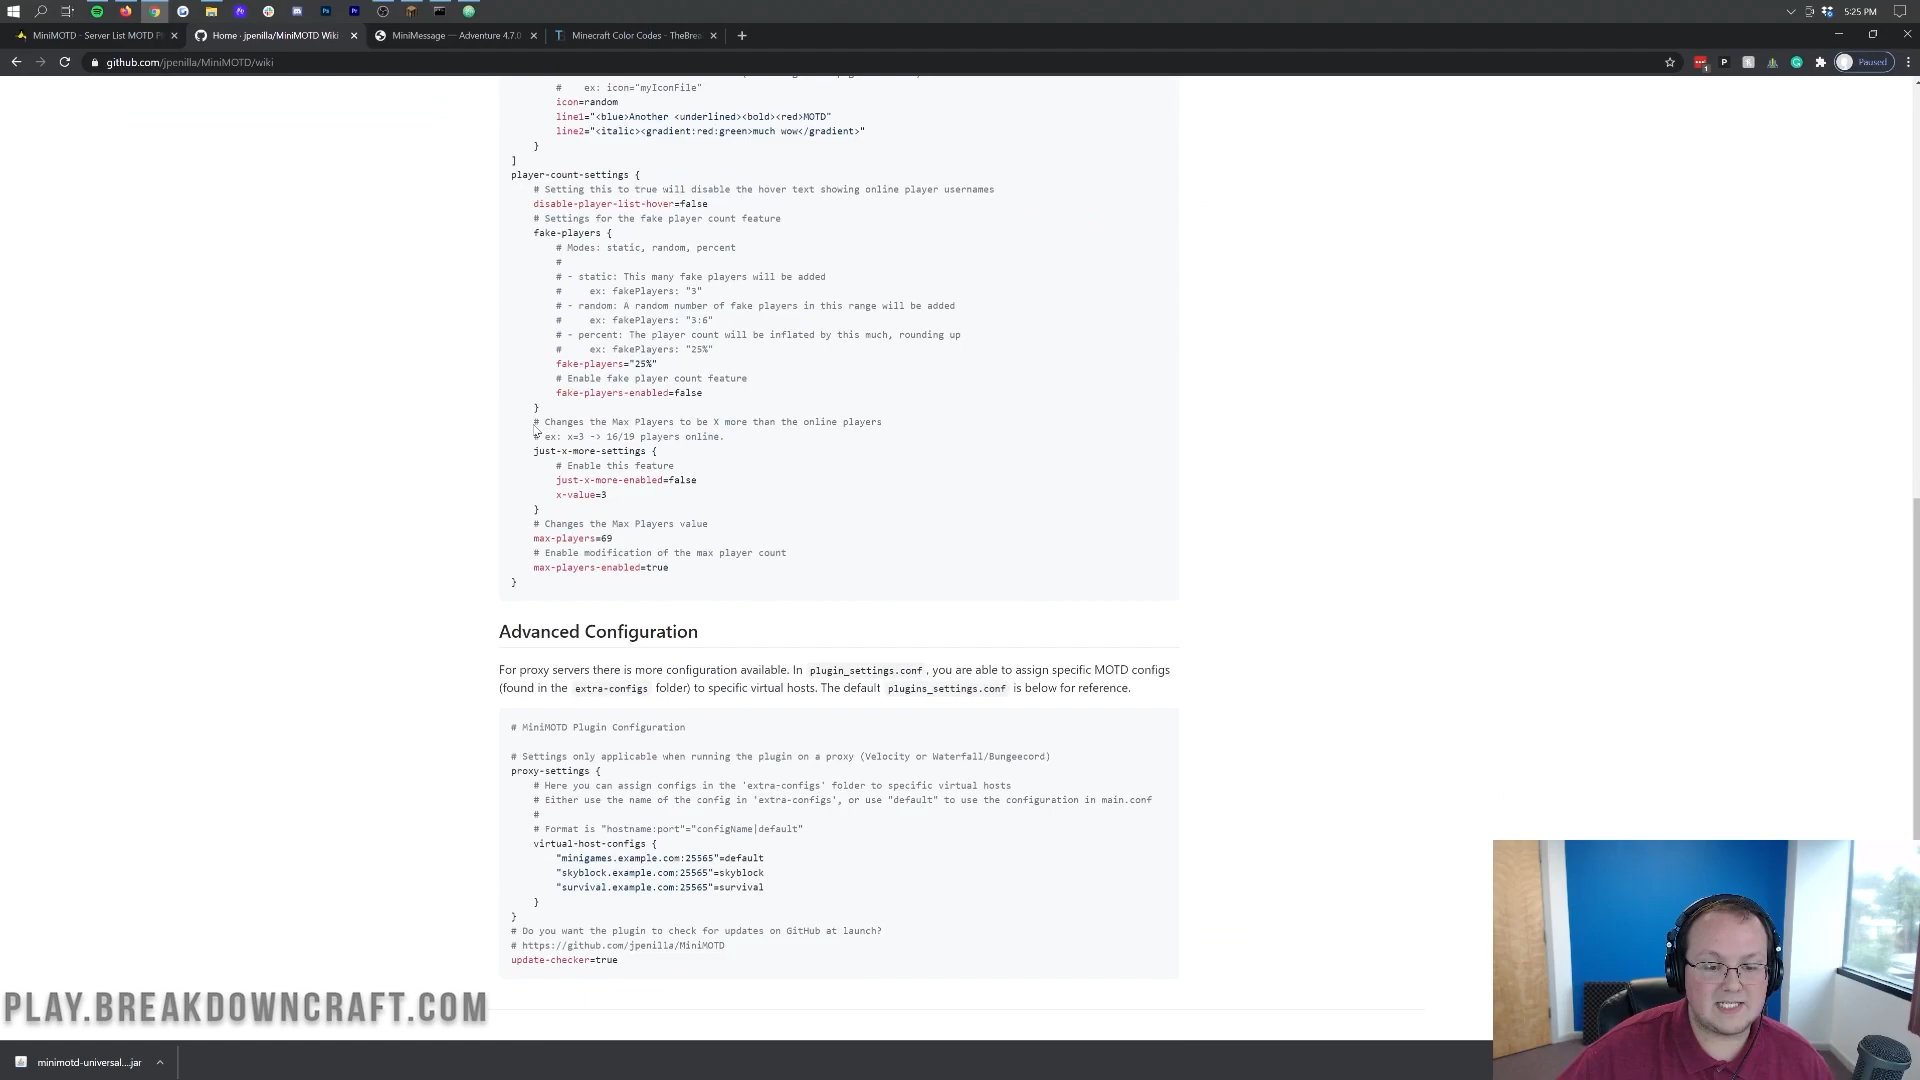 5:25 PM
MiniMOTD - Server List MOTD Pl
Home · jpenilla/MiniMOTD Wiki
MiniMessage — Adventure 4.7.0
Minecraft Color Codes - TheBrea
github.com/jpenilla/MiniMOTD/wiki
Paused
#    ex: icon="myIconFile"
icon=random
line1="<blue>Another <underlined><bold><red>MOTD"
line2="<italic><gradient:red:green>much wow</gradient>"
}
]
player-count-settings {
# Setting this to true will disable the hover text showing online player usernames
disable-player-list-hover=false
# Settings for the fake player count feature
fake-players {
# Modes: static, random, percent
#
# - static: This many fake players will be added
#     ex: fakePlayers: "3"
# - random: A random number of fake players in this range will be added
#     ex: fakePlayers: "3:6"
# - percent: The player count will be inflated by this much, rounding up
#     ex: fakePlayers: "25%"
fake-players="25%"
# Enable fake player count feature
fake-players-enabled=false
}
# Changes the Max Players to be X more than the online players
# ex: x=3 -> 16/19 players online.
just-x-more-settings {
# Enable this feature
just-x-more-enabled=false
x-value=3
}
# Changes the Max Players value
max-players=69
# Enable modification of the max player count
max-players-enabled=true
}
Advanced Configuration
For proxy servers there is more configuration available. In plugin_settings.conf, you are able to assign specific MOTD configs
(found in the extra-configs folder) to specific virtual hosts. The default plugins_settings.conf is below for reference.
# MiniMOTD Plugin Configuration
# Settings only applicable when running the plugin on a proxy (Velocity or Waterfall/Bungeecord)
proxy-settings {
# Here you can assign configs in the 'extra-configs' folder to specific virtual hosts
# Either use the name of the config in 'extra-configs', or use "default" to use the configuration in main.conf
#
# Format is "hostname:port"="configName|default"
virtual-host-configs {
"minigames.example.com:25565"=default
"skyblock.example.com:25565"=skyblock
"survival.example.com:25565"=survival
}
}
# Do you want the plugin to check for updates on GitHub at launch?
# https://github.com/jpenilla/MiniMOTD
update-checker=true
PLAY.BREAKDOWNCRAFT.COM
minimotd-universal....jar